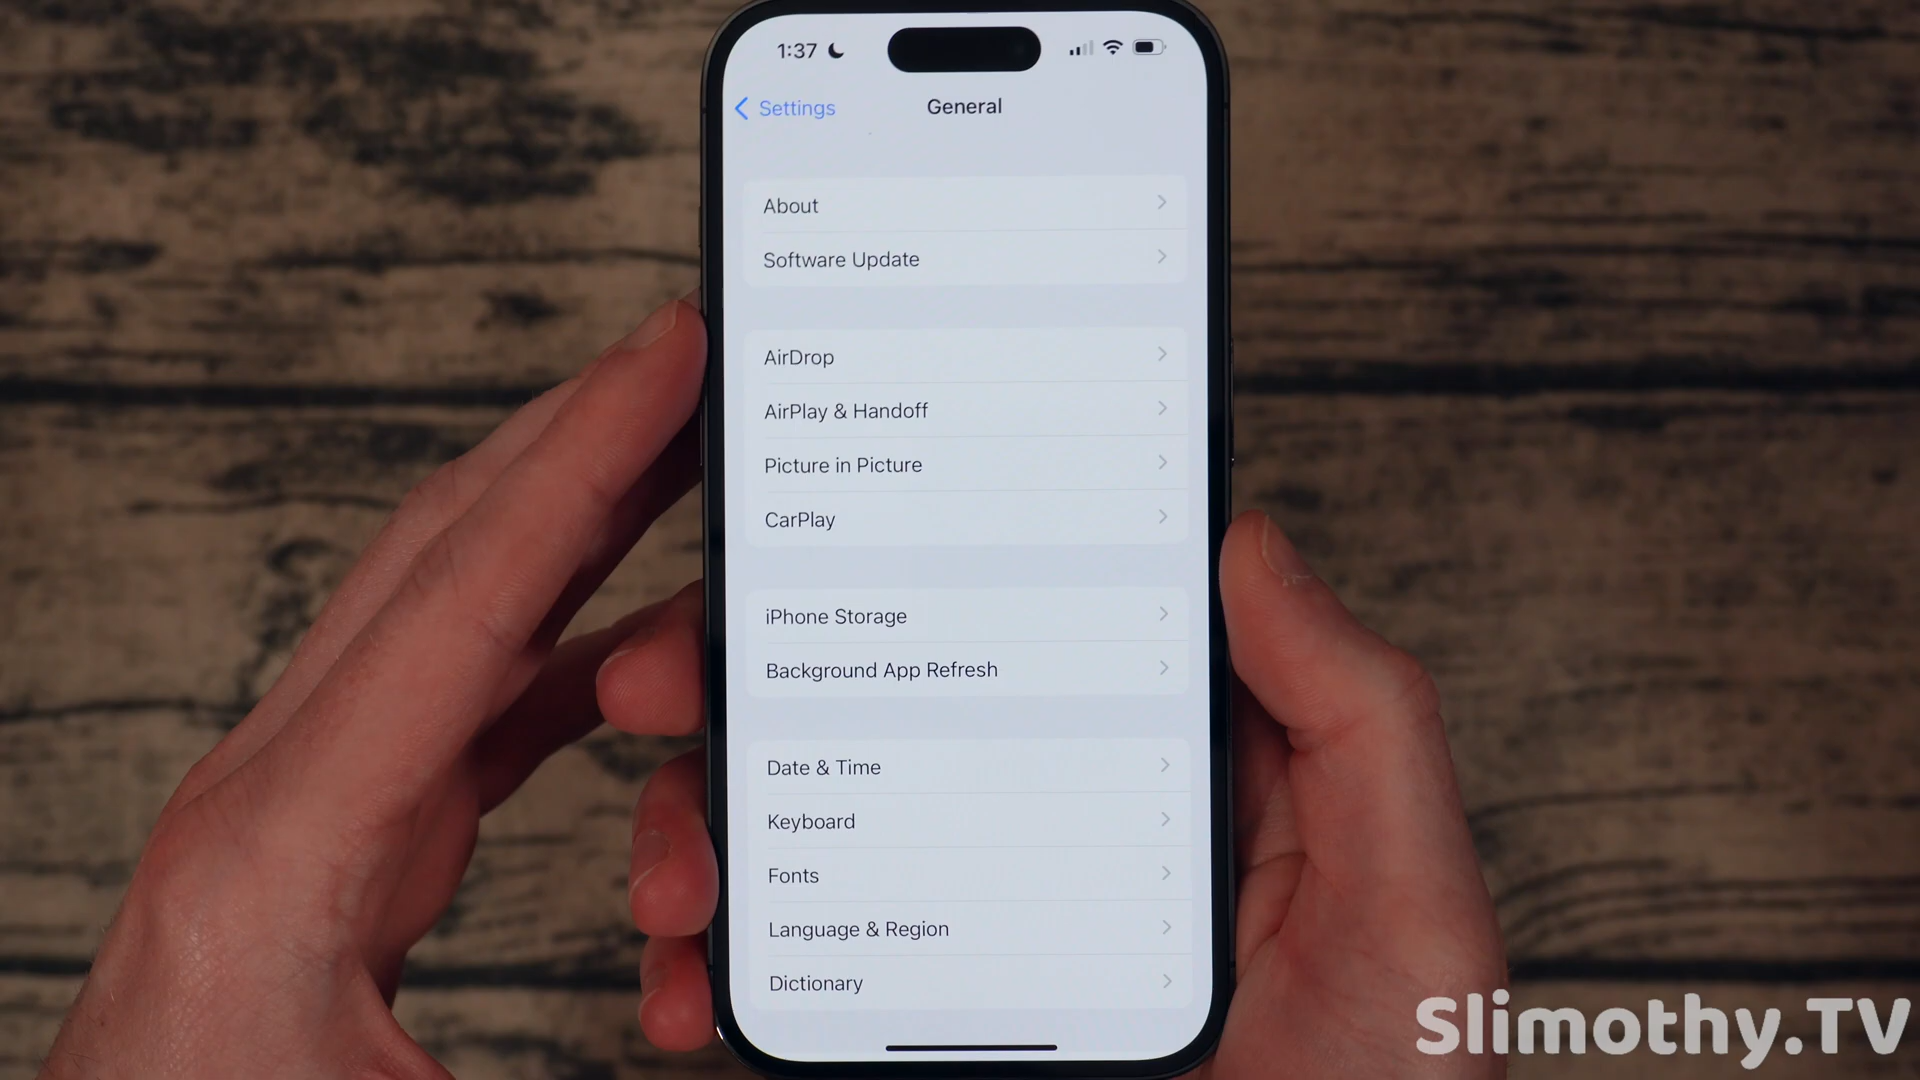 1:37
Settings
General
About
Software Update
AirDrop
AirPlay & Handoff
Picture in Picture
CarPlay
iPhone Storage
Background App Refresh
Date & Time
Keyboard
Fonts
Language & Region
Dictionary
Slimothy.TV